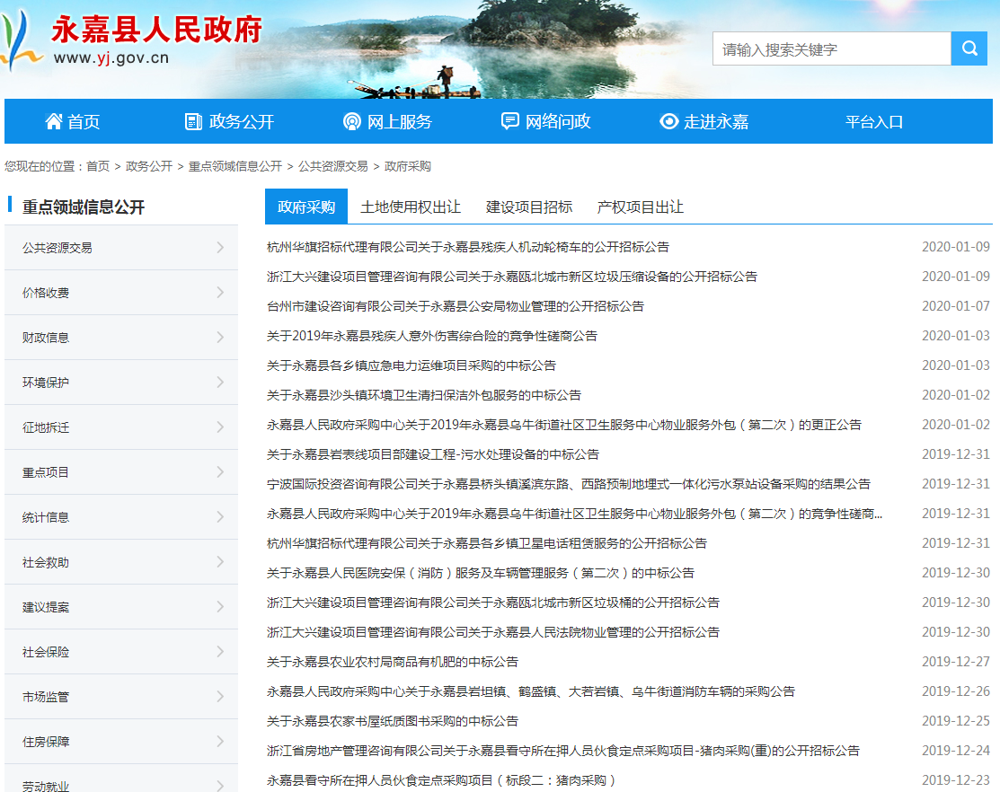 永嘉县人民政府
www.yj.gov.cn
请输入搜索关键字
首页 政务公开 网上服务 网络问政 走进永嘉 平台入口
您现在的位置：首页 > 政务公开 > 重点领域信息公开 > 公共资源交易 > 政府采购
重点领域信息公开
公共资源交易
价格收费
财政信息
环境保护
征地拆迁
重点项目
统计信息
社会救助
建议提案
社会保险
市场监管
住房保障
劳动就业
政府采购 土地使用权出让 建设项目招标 产权项目出让
杭州华旗招标代理有限公司关于永嘉县残疾人机动轮椅车的公开招标公告 2020-01-09
浙江大兴建设项目管理咨询有限公司关于永嘉瓯北城市新区垃圾压缩设备的公开招标公告 2020-01-09
台州市建设咨询有限公司关于永嘉县公安局物业管理的公开招标公告 2020-01-07
关于2019年永嘉县残疾人意外伤害综合险的竞争性磋商公告 2020-01-03
关于永嘉县各乡镇应急电力运维项目采购的中标公告 2020-01-03
关于永嘉县沙头镇环境卫生清扫保洁外包服务的中标公告 2020-01-02
永嘉县人民政府采购中心关于2019年永嘉县乌牛街道社区卫生服务中心物业服务外包（第二次）的更正公告 2020-01-02
关于永嘉县岩表线项目部建设工程-污水处理设备的中标公告 2019-12-31
宁波国际投资咨询有限公司关于永嘉县桥头镇溪滨东路、西路预制地埋式一体化污水泵站设备采购的结果公告 2019-12-31
永嘉县人民政府采购中心关于2019年永嘉县乌牛街道社区卫生服务中心物业服务外包（第二次）的竞争性磋商... 2019-12-31
杭州华旗招标代理有限公司关于永嘉县各乡镇卫星电话租赁服务的公开招标公告 2019-12-31
关于永嘉县人民医院安保（消防）服务及车辆管理服务（第二次）的中标公告 2019-12-30
浙江大兴建设项目管理咨询有限公司关于永嘉瓯北城市新区垃圾桶的公开招标公告 2019-12-30
浙江大兴建设项目管理咨询有限公司关于永嘉县人民法院物业管理的公开招标公告 2019-12-30
关于永嘉县农业农村局商品有机肥的中标公告 2019-12-27
永嘉县人民政府采购中心关于永嘉县岩坦镇、鹤盛镇、大若岩镇、乌牛街道消防车辆的采购公告 2019-12-26
关于永嘉县农家书屋纸质图书采购的中标公告 2019-12-25
浙江省房地产管理咨询有限公司关于永嘉县看守所在押人员伙食定点采购项目-猪肉采购(重)的公开招标公告 2019-12-24
永嘉县看守所在押人员伙食定点采购项目（标段二：猪肉采购） 2019-12-23